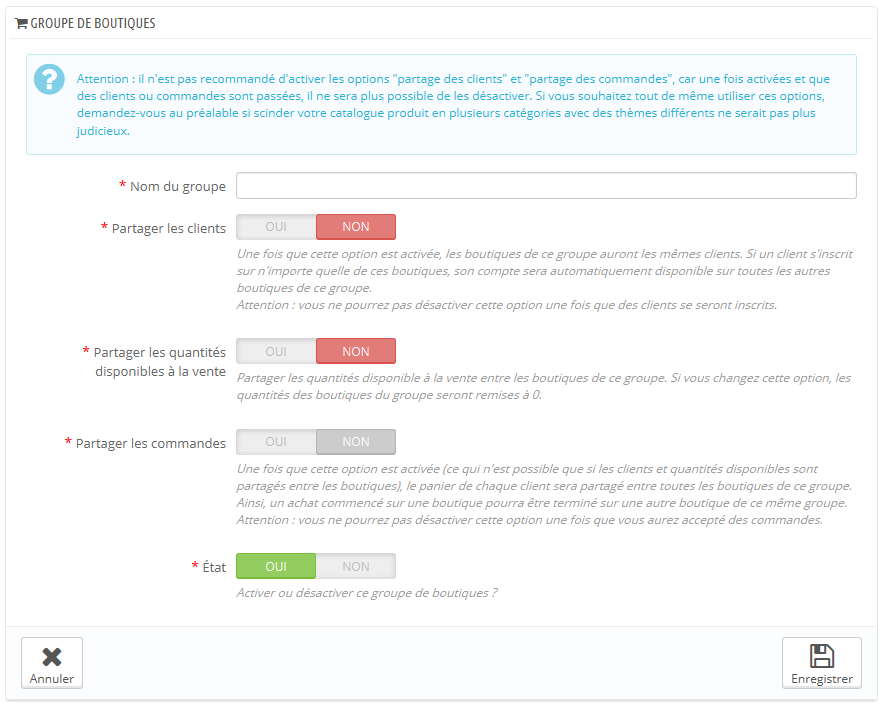 GROUPE DE BOUTIQUES
Attention : il n'est pas recommandé d'activer les options "partage des clients" et "partage des commandes", car une fois activées et que
des clients ou commandes sont passées, il ne sera plus possible de les désactiver. Si vous souhaitez tout de même utiliser ces options,
demandez-vous au préalable si scinder votre catalogue produit en plusieurs catégories avec des thèmes différents ne serait pas plus
judicieux.
* Nom du groupe
* Partager les clients OUI NON
Une fois que cette option est activée, les boutiques de ce groupe auront les mêmes clients. Si un client s'inscrit
sur n'importe quelle de ces boutiques, son compte sera automatiquement disponible sur toutes les autres
boutiques de ce groupe.
Attention : vous ne pourrez pas désactiver cette option une fois que des clients se seront inscrits.
* Partager les quantités
disponibles à la vente
OUI NON
Partager les quantités disponible à la vente entre les boutiques de ce groupe. Si vous changez cette option, les
quantités des boutiques du groupe seront remises à 0.
* Partager les commandes OUI NON
Une fois que cette option est activée (ce qui n'est possible que si les clients et quantités disponibles sont
partagés entre les boutiques), le panier de chaque client sera partagé entre toutes les boutiques de ce groupe.
Ainsi, un achat commencé sur une boutique pourra être terminé sur une autre boutique de ce même groupe.
Attention : vous ne pourrez pas désactiver cette option une fois que vous aurez accepté des commandes.
* État OUI NON
Activer ou désactiver ce groupe de boutiques ?
Annuler Enregistrer